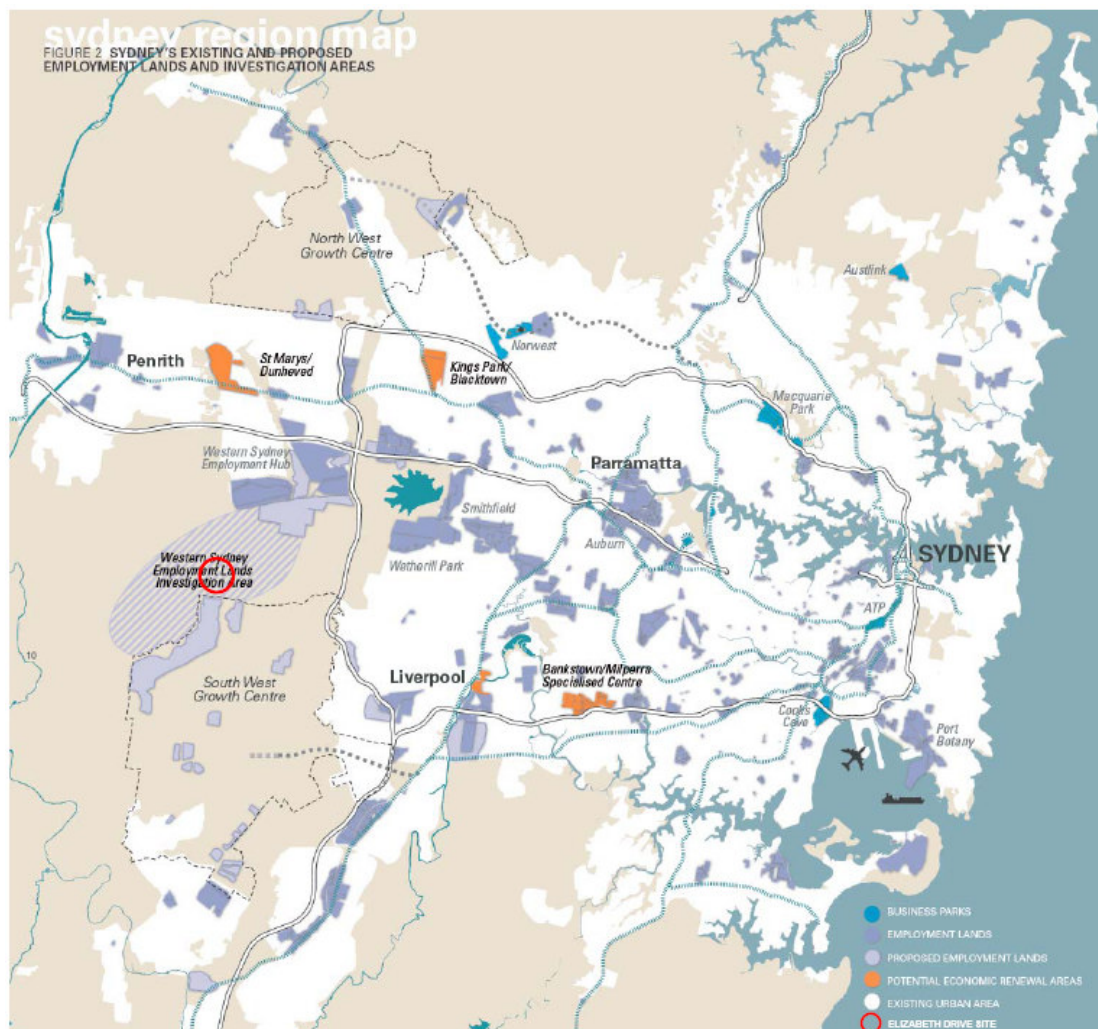 sydney region map
FIGURE 2 SYDNEY'S EXISTING AND PROPOSED
EMPLOYMENT LANDS AND INVESTIGATION AREAS
North West
Growth Centre
Austlink
Norwest
Penrith
St Marys/
Dunheved
Kings Park/
Blacktown
Macquarie
Park
Western Sydney
Employment Hub
Parramatta
Smithfield
Auburn
Wetherill Park
SYDNEY
Western Sydney
Employment Lands
Investigation Area
ATP
10
South West
Growth Centre
Liverpool
Bankstown/Milperra
Specialised Centre
Cooks
Cove
Port
Botany
BUSINESS PARKS
EMPLOYMENT LANDS
PROPOSED EMPLOYMENT LANDS
POTENTIAL ECONOMIC RENEWAL AREAS
EXISTING URBAN AREA
ELIZABETH DRIVE SITE